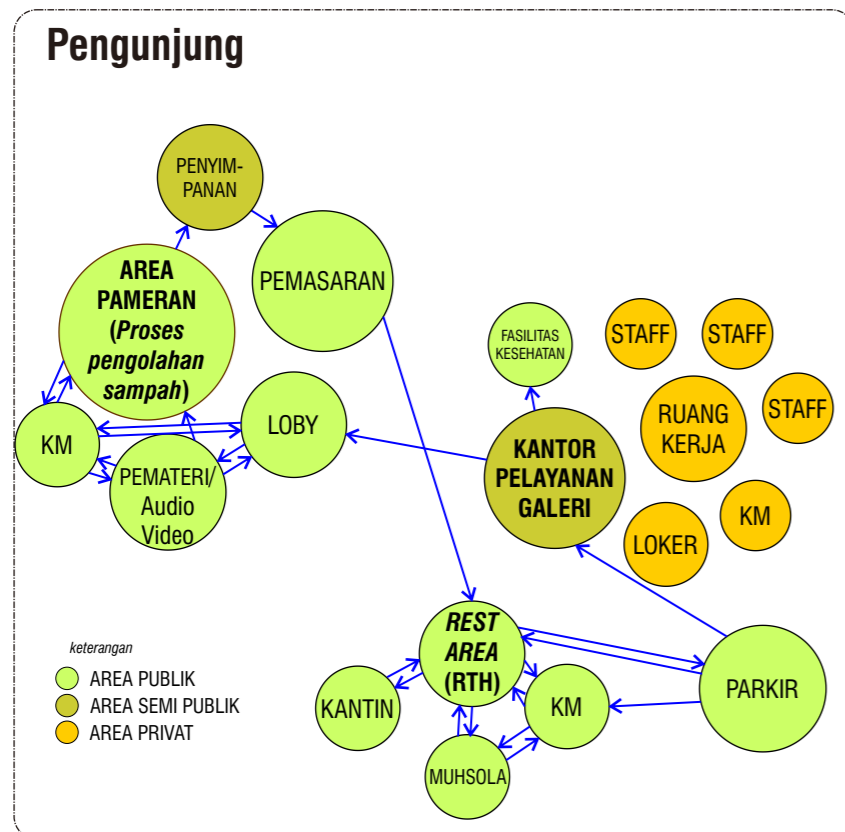 Pengunjung
PENYIM-
PANAN
AREA
PAMERAN
(Proses
pengolahan
sampah)
PEMASARAN
FASILITAS
KESEHATAN
STAFF
STAFF
STAFF
RUANG
KERJA
KM
LOBY
KANTOR
PELAYANAN
GALERI
PEMATERI/
Audio
Video
LOKER
KM
REST
AREA
(RTH)
KANTIN
KM
PARKIR
MUHSOLA
keterangan
AREA PUBLIK
AREA SEMI PUBLIK
AREA PRIVAT